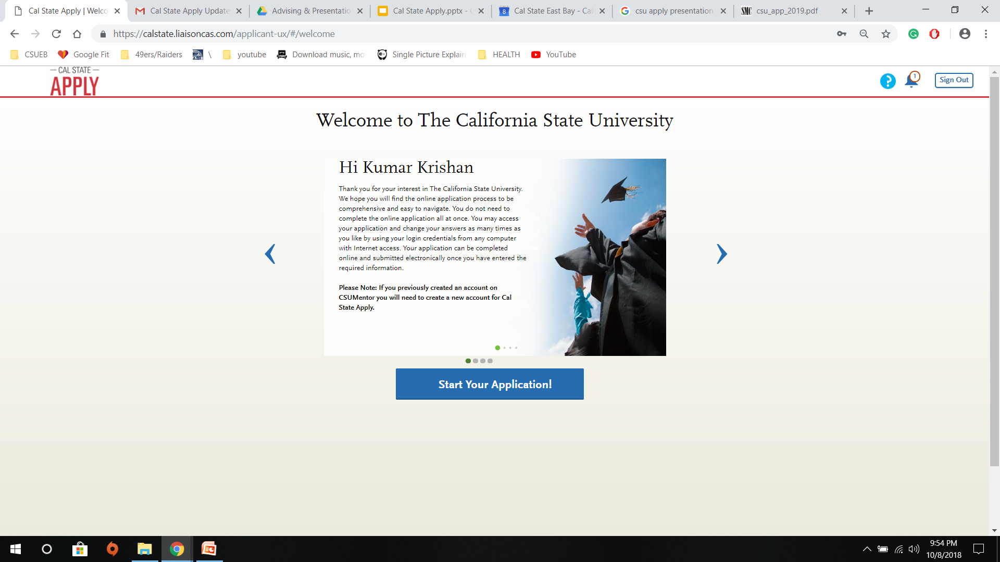 Cal State Apply | Welco
Cal State Apply Update
Advising & Presentatio
Cal State Apply.pptx - G
8
Cal State East Bay - Cal
csu apply presentation
SMC
csu_app_2019.pdf
https://calstate.liaisoncas.com/applicant-ux/#/welcome
CSUEB
Google Fit
49ers/Raiders
\
youtube
Download music, mo
Single Picture Explain
HEALTH
YouTube
— CAL STATE —
APPLY
?
1
Sign Out
Welcome to The California State University
Hi Kumar Krishan
Thank you for your interest in The California State University.
We hope you will find the online application process to be
comprehensive and easy to navigate. You do not need to
complete the online application all at once. You may access
your application and change your answers as many times as
you like by using your login credentials from any computer
with Internet access. Your application can be completed
online and submitted electronically once you have entered the
required information.
Please Note: If you previously created an account on
CSUMentor you will need to create a new account for Cal
State Apply.
Start Your Application!
9:54 PM
10/8/2018